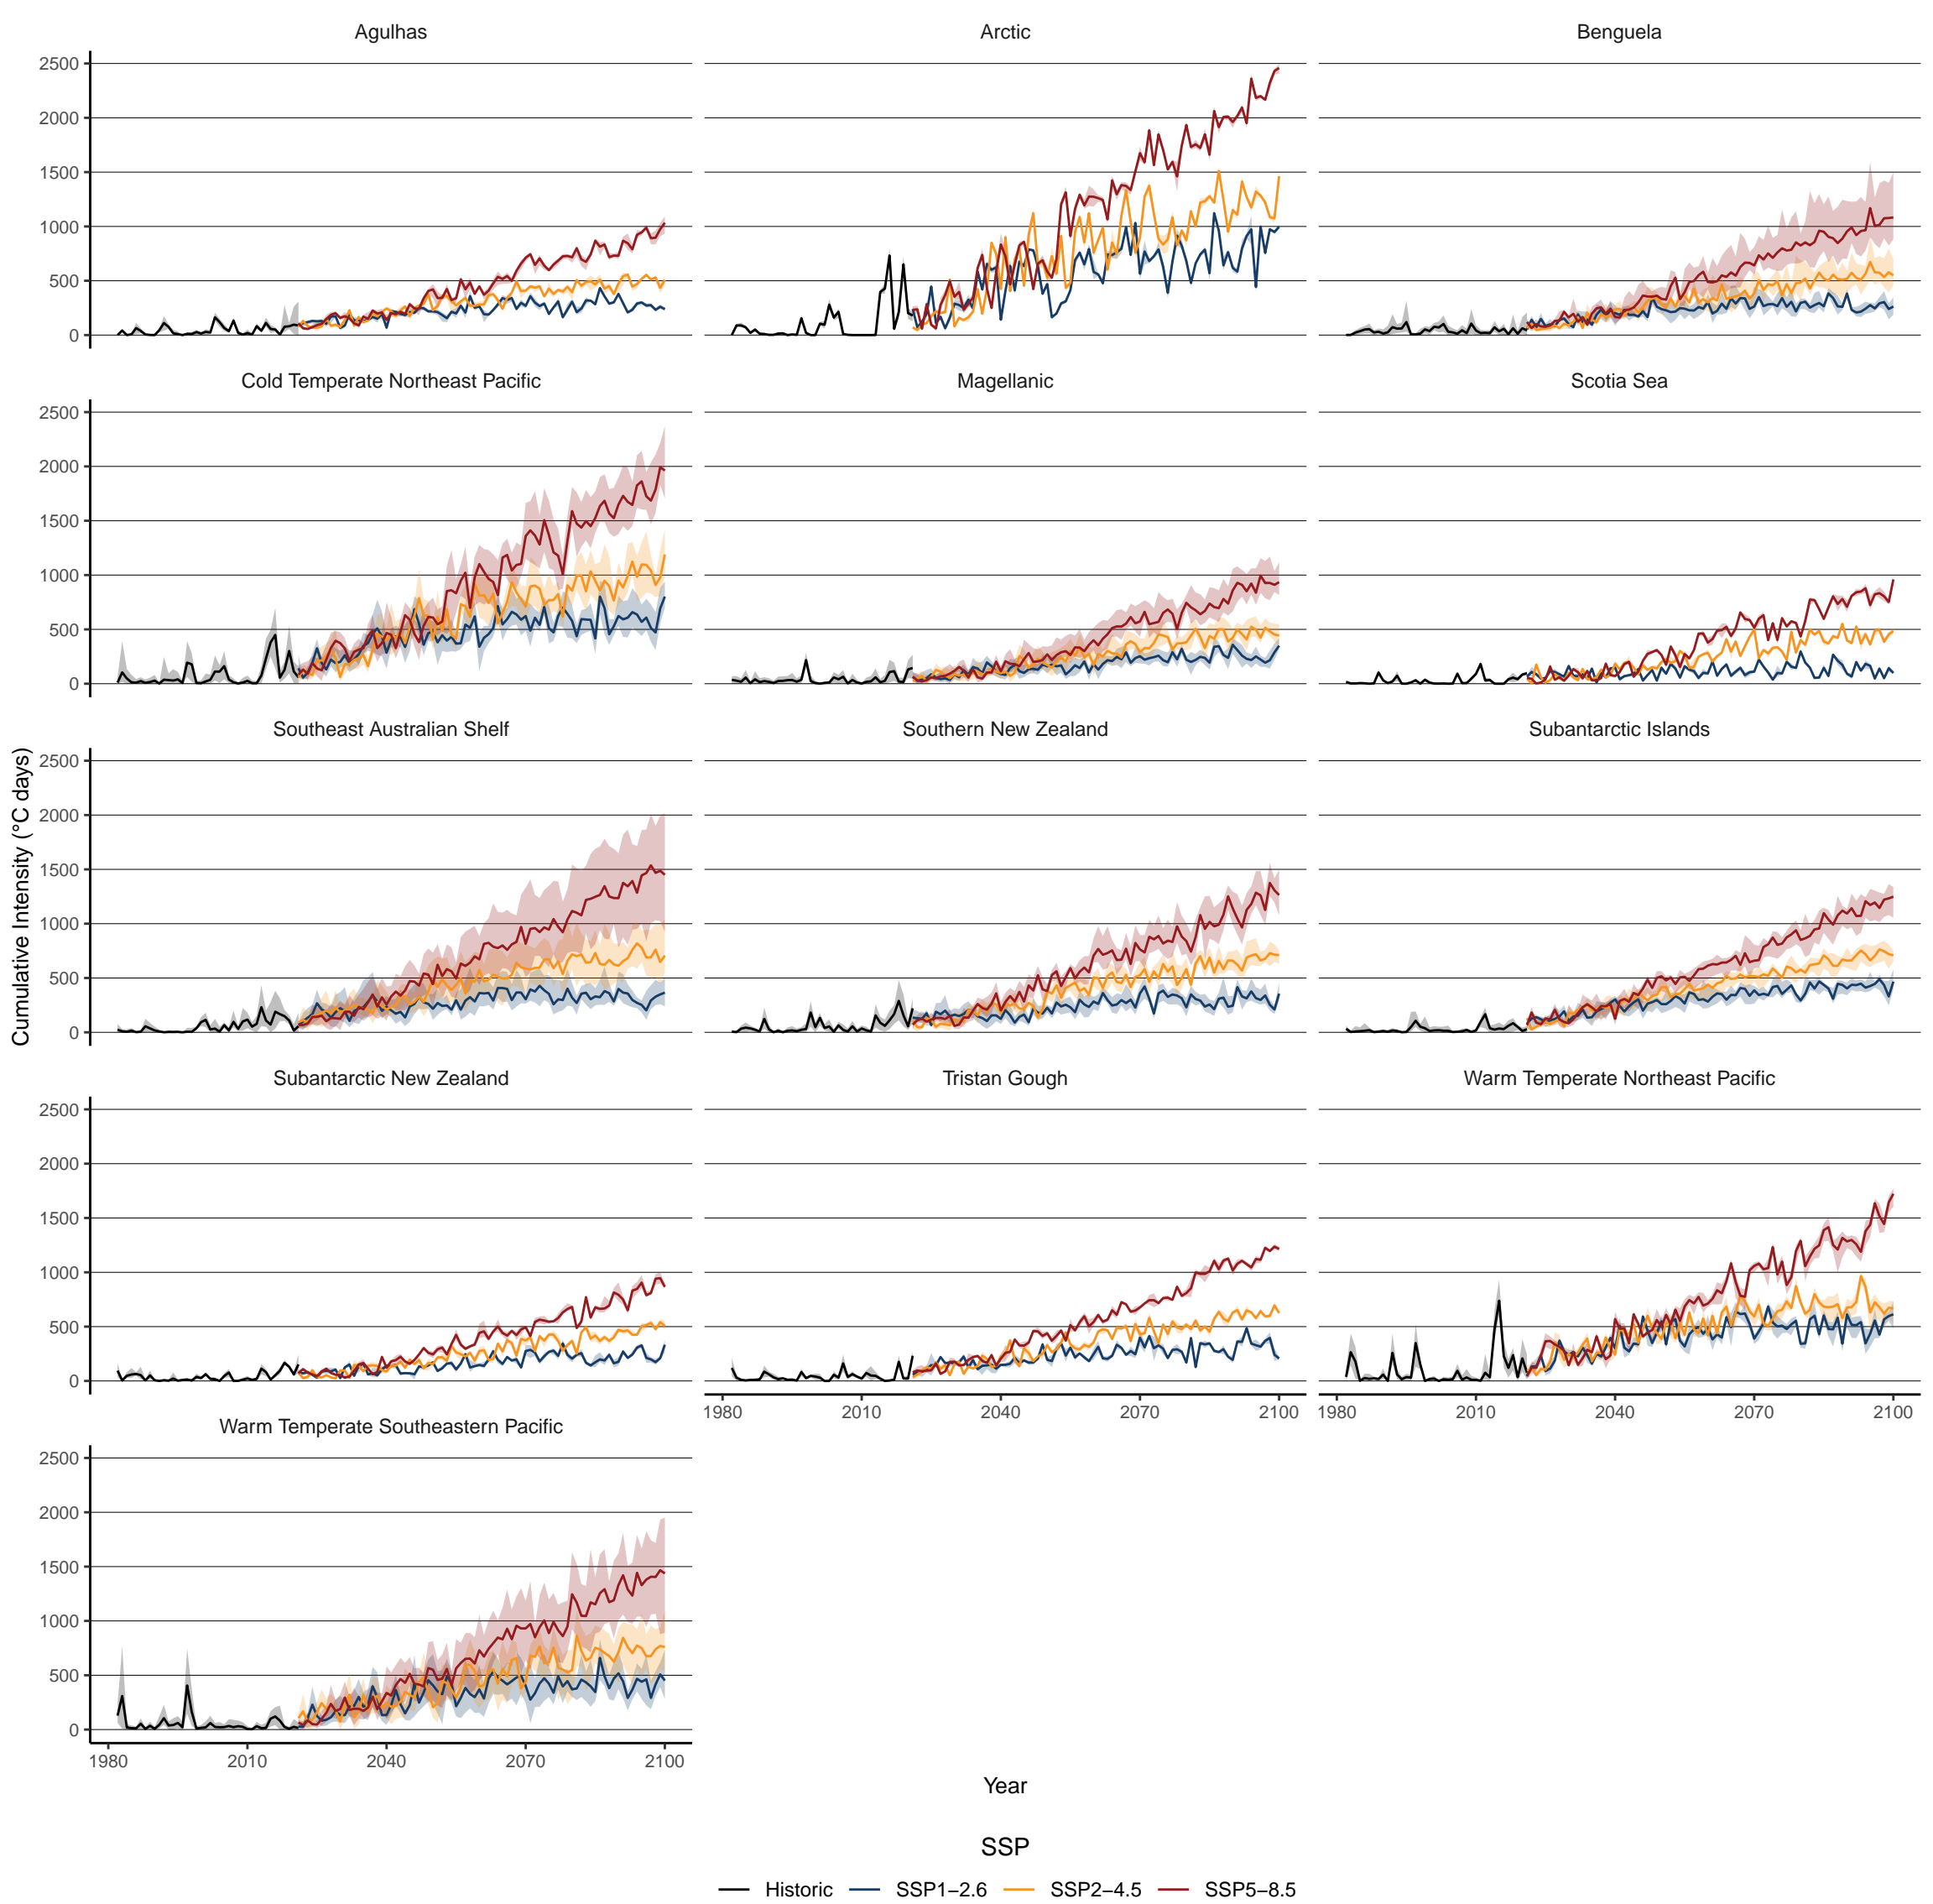 Agulhas Arctic Benguela
2500
2000
1500
1000
500
0
Cold Temperate Northeast Pacific Magellanic Scotia Sea
2500
2000
1500
1000
500
0
Southeast Australian Shelf Southern New Zealand Subantarctic Islands
2500
2000
1500
1000
500
0
Cumulative Intensity (°C days)
Subantarctic New Zealand Tristan Gough Warm Temperate Northeast Pacific
2500
2000
1500
1000
500
0
1980 2010 2040 2070 2100 1980 2010 2040 2070 2100
Warm Temperate Southeastern Pacific
2500
2000
1500
1000
500
0
1980 2010 2040 2070 2100
Year
SSP
Historic SSP1−2.6 SSP2−4.5 SSP5−8.5